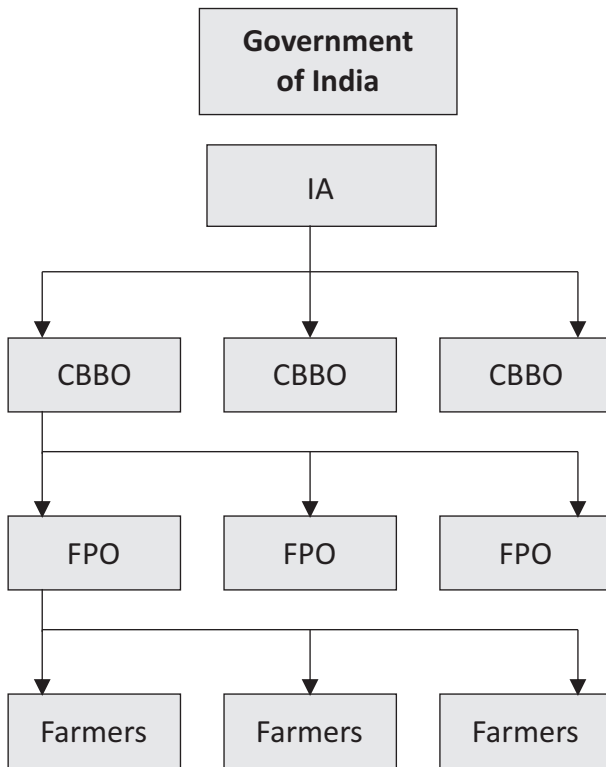 Government
of India
IA
CBBO CBBO CBBO
FPO FPO FPO
Farmers Farmers Farmers